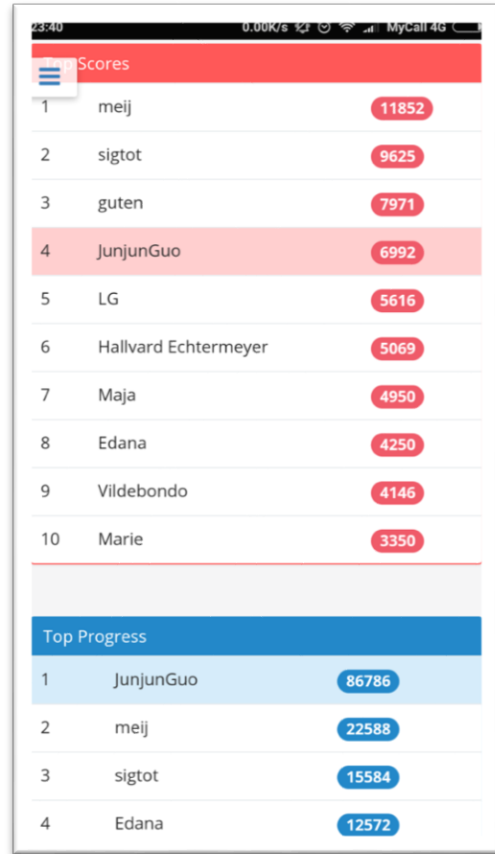 23:40 0.00K/s MyCall 4G
Top Scores
1 meij 11852
2 sigtot 9625
3 guten 7971
4 JunjunGuo 6992
5 LG 5616
6 Hallvard Echtermeyer 5069
7 Maja 4950
8 Edana 4250
9 Vildebondo 4146
10 Marie 3350
Top Progress
1 JunjunGuo 86786
2 meij 22588
3 sigtot 15584
4 Edana 12572